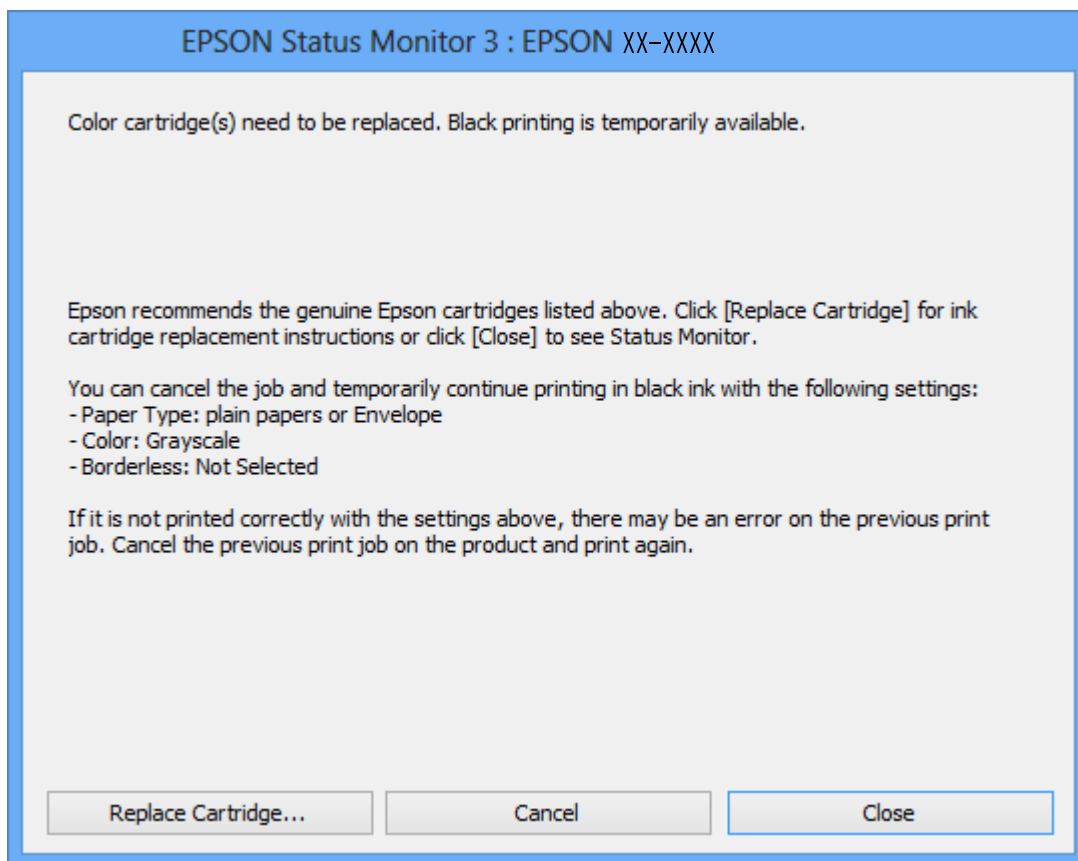 EPSON Status Monitor 3 : EPSON XX-XXXX
Color cartridge(s) need to be replaced. Black printing is temporarily available.
Epson recommends the genuine Epson cartridges listed above. Click [Replace Cartridge] for ink
cartridge replacement instructions or click [Close] to see Status Monitor.
You can cancel the job and temporarily continue printing in black ink with the following settings:
- Paper Type: plain papers or Envelope
- Color: Grayscale
- Borderless: Not Selected
If it is not printed correctly with the settings above, there may be an error on the previous print
job. Cancel the previous print job on the product and print again.
Replace Cartridge...
Cancel
Close